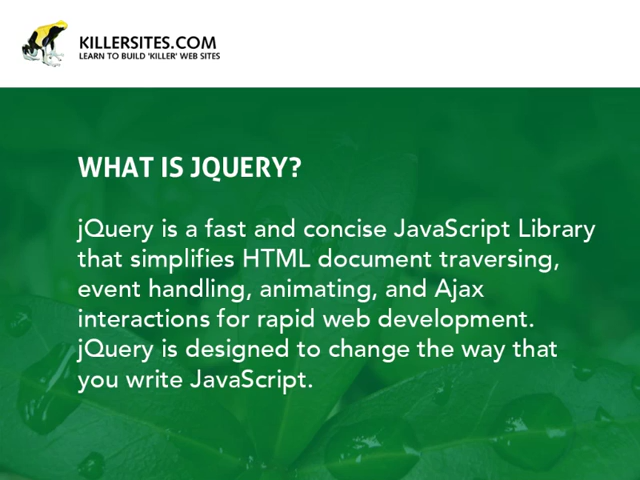 KILLERSITES.COM
LEARN TO BUILD 'KILLER' WEB SITES
WHAT IS JQUERY?
jQuery is a fast and concise JavaScript Library
that simplifies HTML document traversing,
event handling, animating, and Ajax
interactions for rapid web development.
jQuery is designed to change the way that
you write JavaScript.